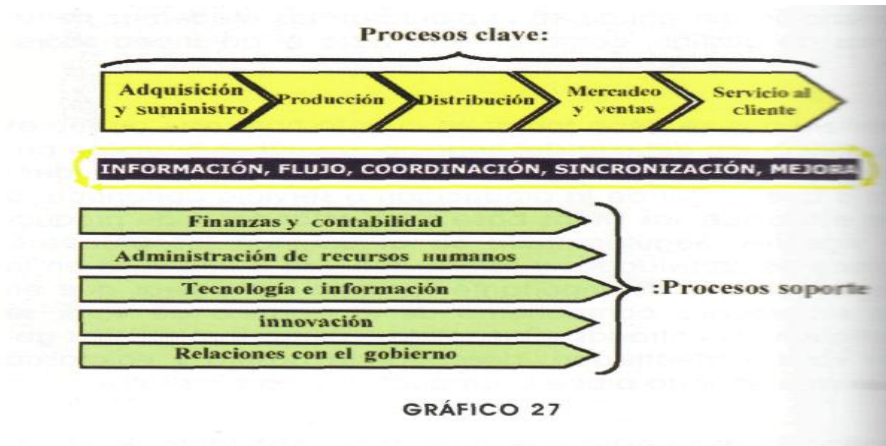 Procesos clave:
Adquisición
y suministro
Producción
Distribución
Mercadeo
y ventas
Servicio al
cliente
INFORMACIÓN, FLUJO, COORDINACIÓN, SINCRONIZACIÓN, MEJORA
Finanzas y contabilidad
Administración de recursos Humanos
Tecnología e información
innovación
Relaciones con el gobierno
:Procesos soporte
GRÁFICO 27